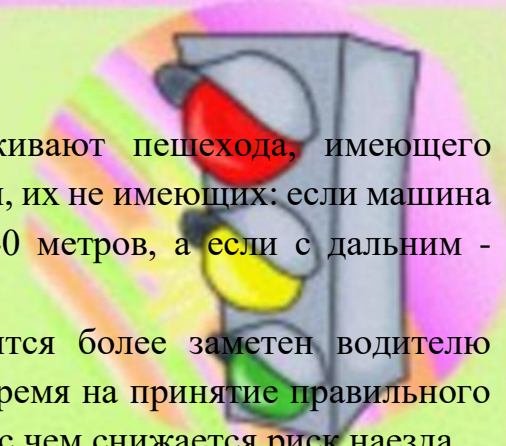 живают пешехода, имеющего
, их не имеющих: если машина
0 метров, а если с дальним -
ится более заметен водителю
ремя на принятие правильного
с чем снижается риск наезда